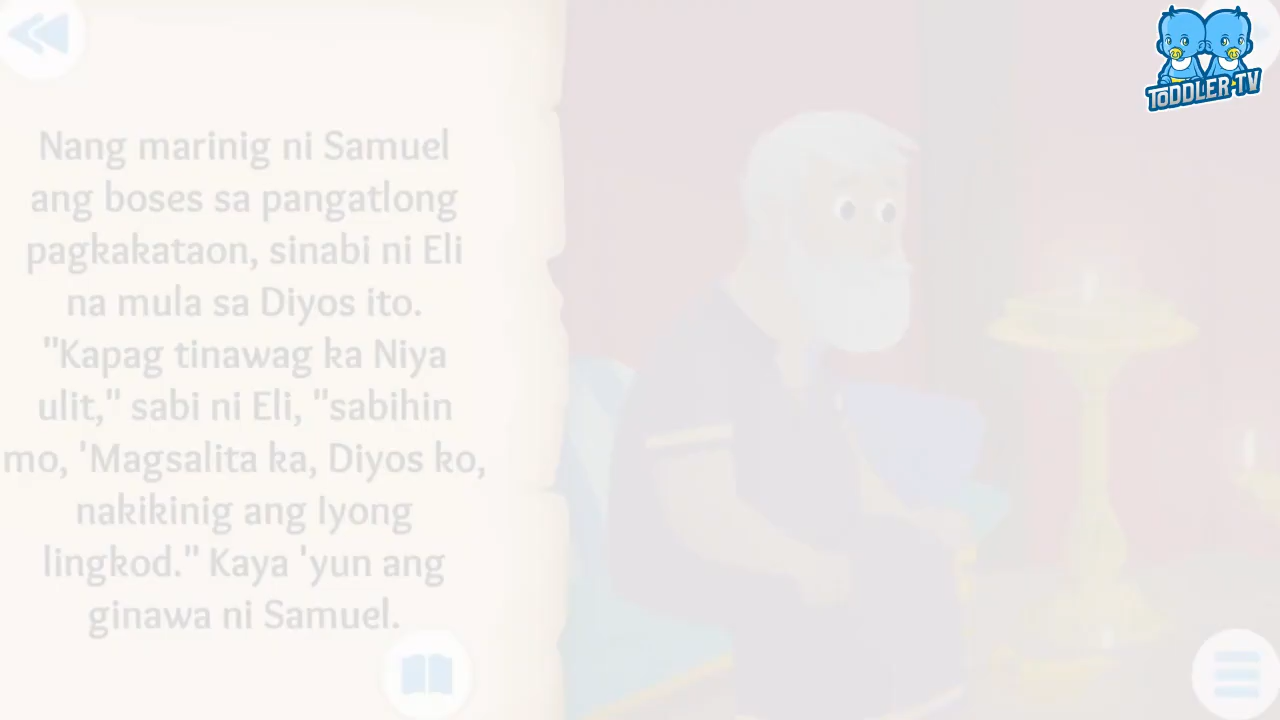 TODDLER-TV
Nang marinig ni Samuel
ang boses sa pangatlong
pagkakataon, sinabi ni Eli
na mula sa Diyos ito.
"Kapag tinawag ka Niya
ulit," sabi ni Eli, "sabihin
mo, 'Magsalita ka, Diyos ko,
nakikinig ang Iyong
lingkod." Kaya 'yun ang
ginawa ni Samuel.